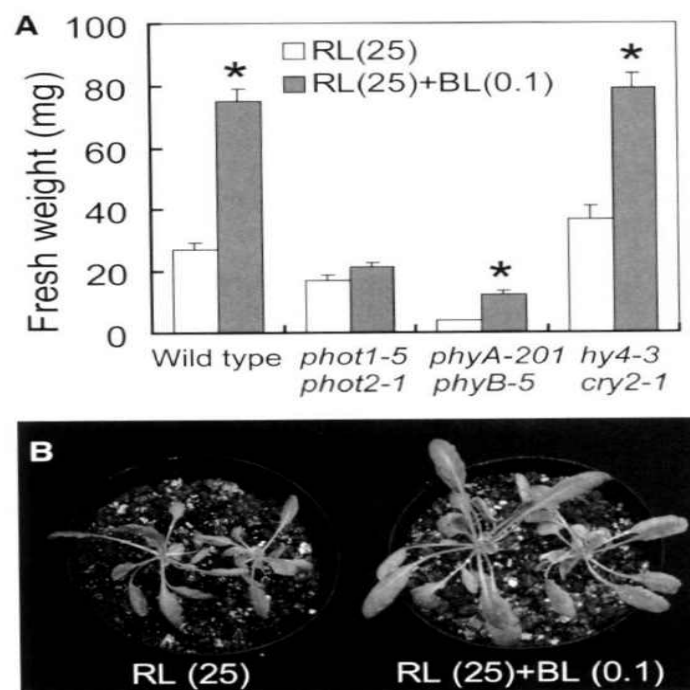 A
100
80
60
40
20
0
Fresh weight (mg)
RL(25)
RL(25)+BL(0.1)
*
*
*
Wild type
phot1-5
phot2-1
phyA-201
phyB-5
hy4-3
cry2-1
B
RL (25)
RL (25)+BL (0.1)